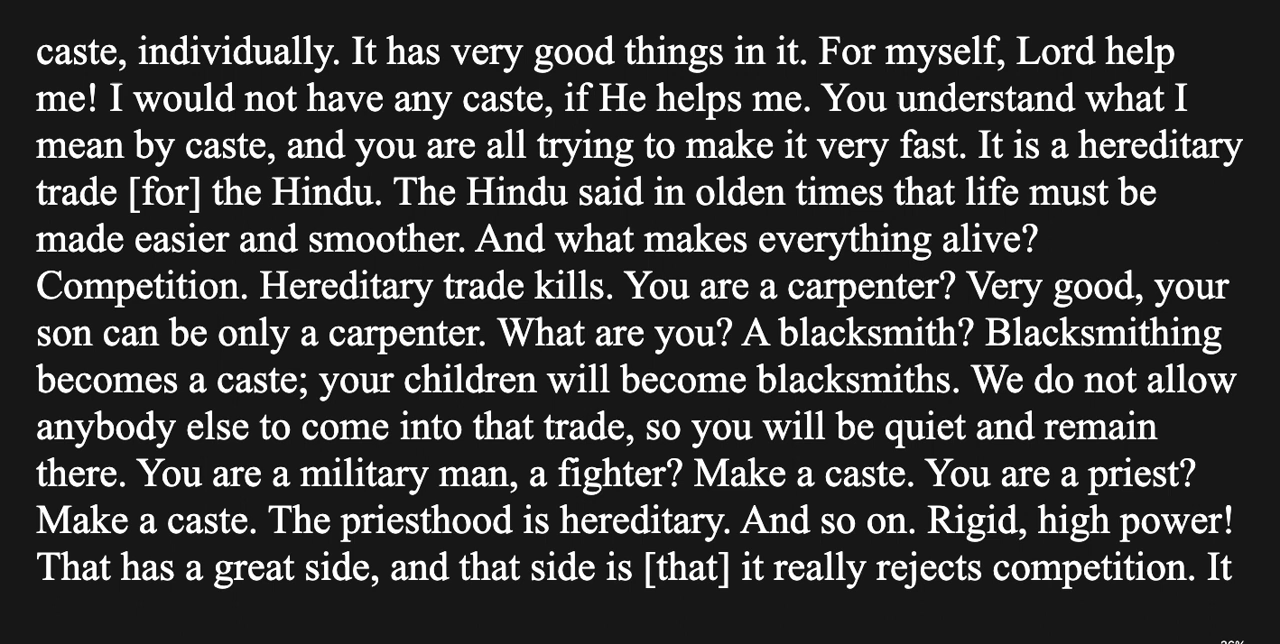 caste, individually. It has very good things in it. For myself, Lord help
me! I would not have any caste, if He helps me. You understand what I
mean by caste, and you are all trying to make it very fast. It is a hereditary
trade [for] the Hindu. The Hindu said in olden times that life must be
made easier and smoother. And what makes everything alive?
Competition. Hereditary trade kills. You are a carpenter? Very good, your
son can be only a carpenter. What are you? A blacksmith? Blacksmithing
becomes a caste; your children will become blacksmiths. We do not allow
anybody else to come into that trade, so you will be quiet and remain
there. You are a military man, a fighter? Make a caste. You are a priest?
Make a caste. The priesthood is hereditary. And so on. Rigid, high power!
That has a great side, and that side is [that] it really rejects competition. It